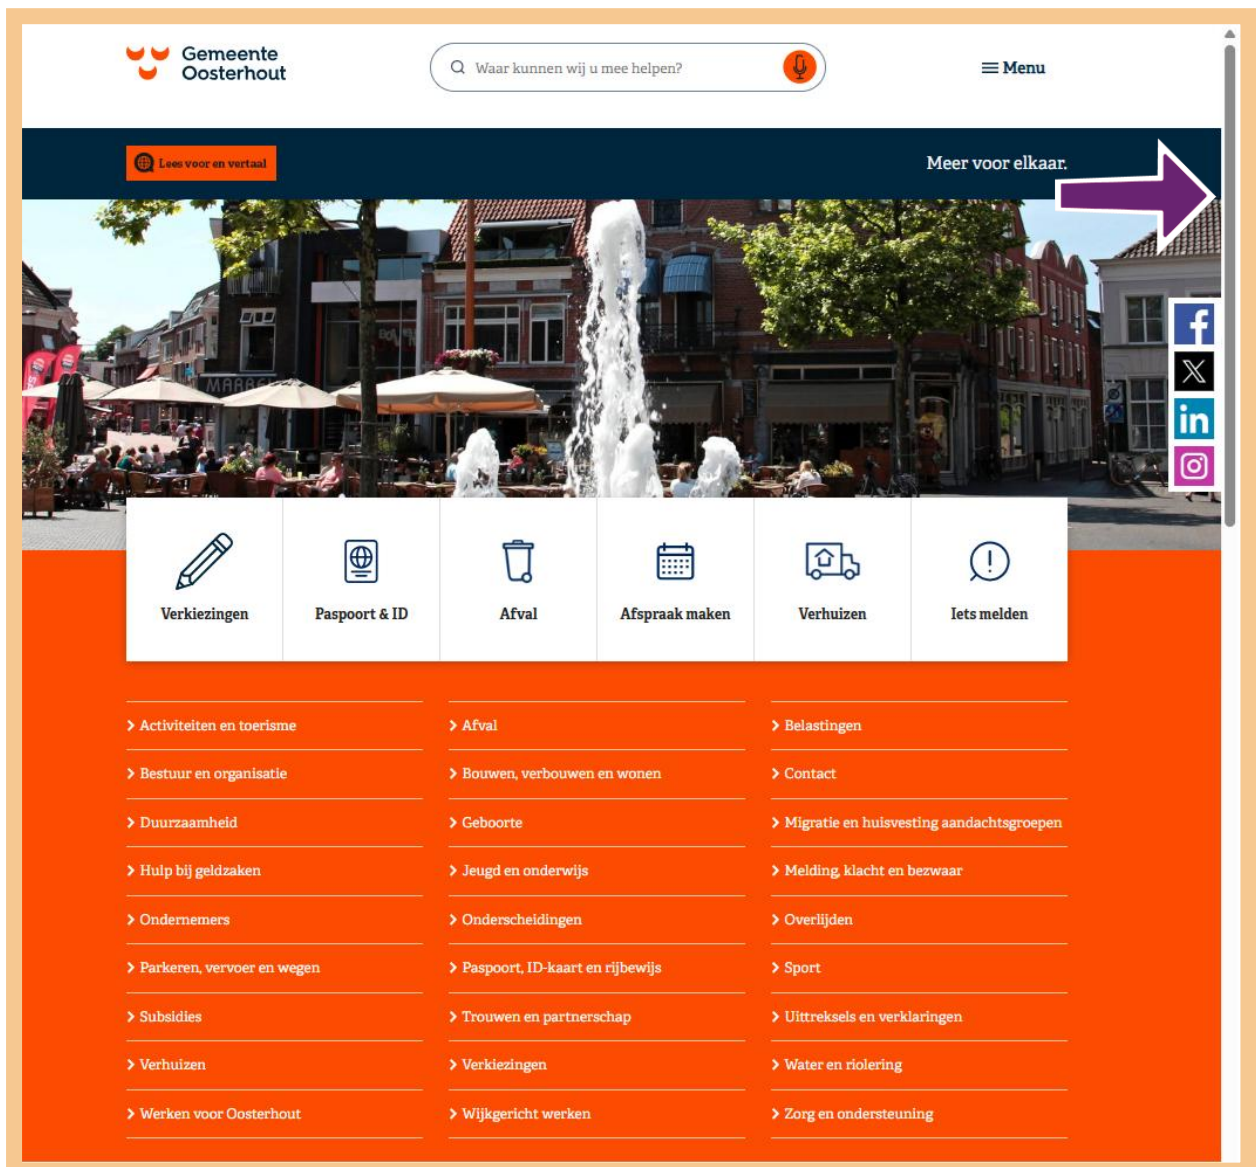 Gemeente
Oosterhout
Waar kunnen wij u mee helpen?
Menu
Lees voor en vertaal
Meer voor elkaar.
Verkiezingen
Paspoort & ID
Afval
Afspraak maken
Verhuizen
Iets melden
Activiteiten en toerisme
Afval
Belastingen
Bestuur en organisatie
Bouwen, verbouwen en wonen
Contact
Duurzaamheid
Geboorte
Migratie en huisvesting aandachtsgroepen
Hulp bij geldzaken
Jeugd en onderwijs
Melding, klacht en bezwaar
Ondernemers
Onderscheidingen
Overlijden
Parkeren, vervoer en wegen
Paspoort, ID-kaart en rijbewijs
Sport
Subsidies
Trouwen en partnerschap
Uittreksels en verklaringen
Verhuizen
Verkiezingen
Water en riolering
Werken voor Oosterhout
Wijkgericht werken
Zorg en ondersteuning